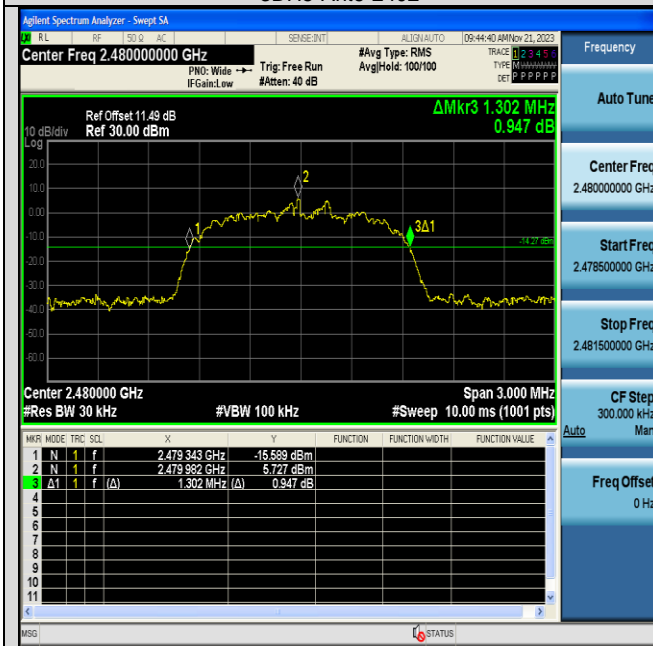 Agilent Spectrum Analyzer - Swept SA
RL RF 50 Ω AC SENSE:INT ALIGNAUTO 09:44:40 AMNov 21, 2023
Center Freq 2.480000000 GHz
PNO: Wide
IFGain:Low
Trig: Free Run
#Atten: 40 dB
#Avg Type: RMS
Avg|Hold: 100/100
TRACE 1 2 3 4 5 6
TYPE
DET P P P P P P
Ref Offset 11.49 dB
10 dB/div Ref 30.00 dBm
Log
ΔMkr3 1.302 MHz
0.947 dB
20.0
10.0
0.00
-10.0
-20.0
-30.0
-40.0
-50.0
-60.0
1
2
3Δ1
-14.27 dBm
Center 2.480000 GHz Span 3.000 MHz
#Res BW 30 kHz #VBW 100 kHz #Sweep 10.00 ms (1001 pts)
MKR MODE TRC SCL X Y FUNCTION FUNCTION WIDTH FUNCTION VALUE
1 N 1 f 2.479 343 GHz -15.589 dBm
2 N 1 f 2.479 982 GHz 5.727 dBm
3 Δ1 1 f (Δ) 1.302 MHz (Δ) 0.947 dB
4
5
6
7
8
9
10
11
MSG STATUS
Frequency
Auto Tune
Center Freq
2.480000000 GHz
Start Freq
2.478500000 GHz
Stop Freq
2.481500000 GHz
CF Step
300.000 kHz
Auto Man
Freq Offset
0 Hz